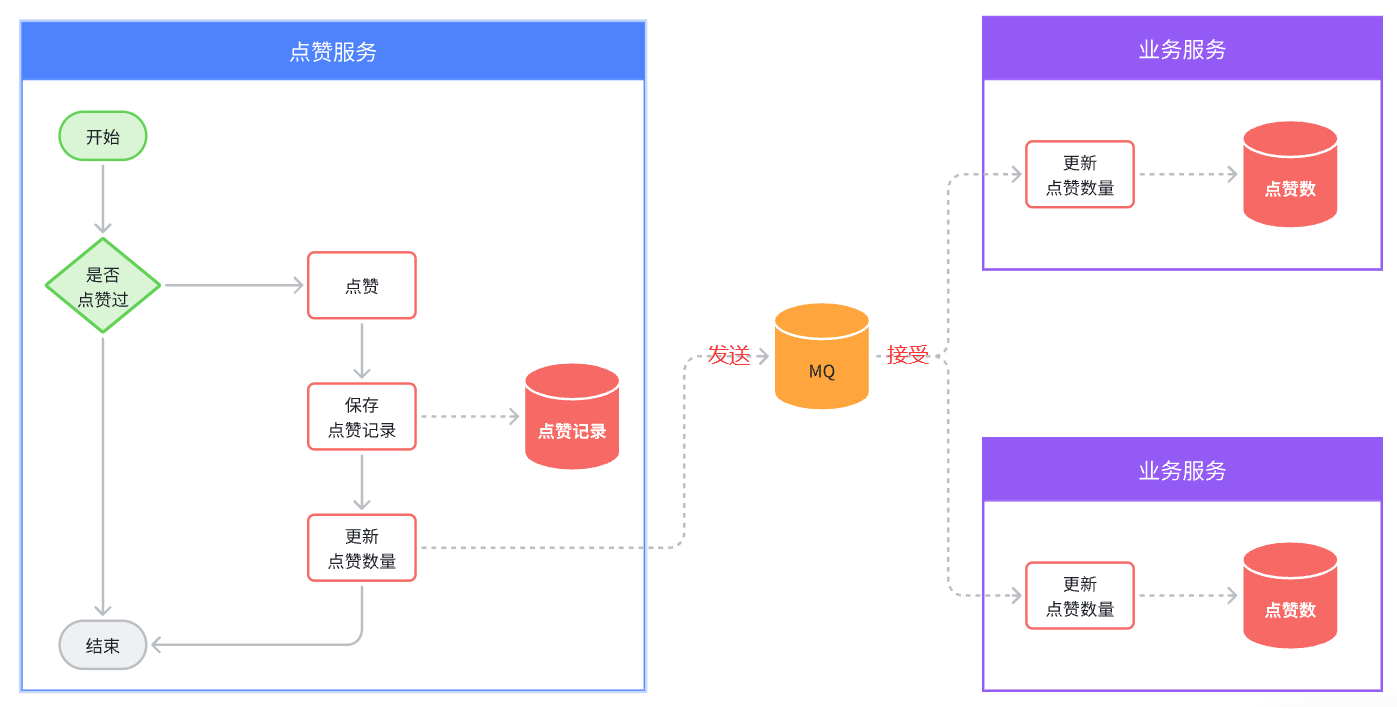 点赞服务
开始
是否
点赞过
点赞
保存
点赞记录
点赞记录
更新
点赞数量
结束
发送
MQ
接受
业务服务
更新
点赞数量
点赞数
业务服务
更新
点赞数量
点赞数